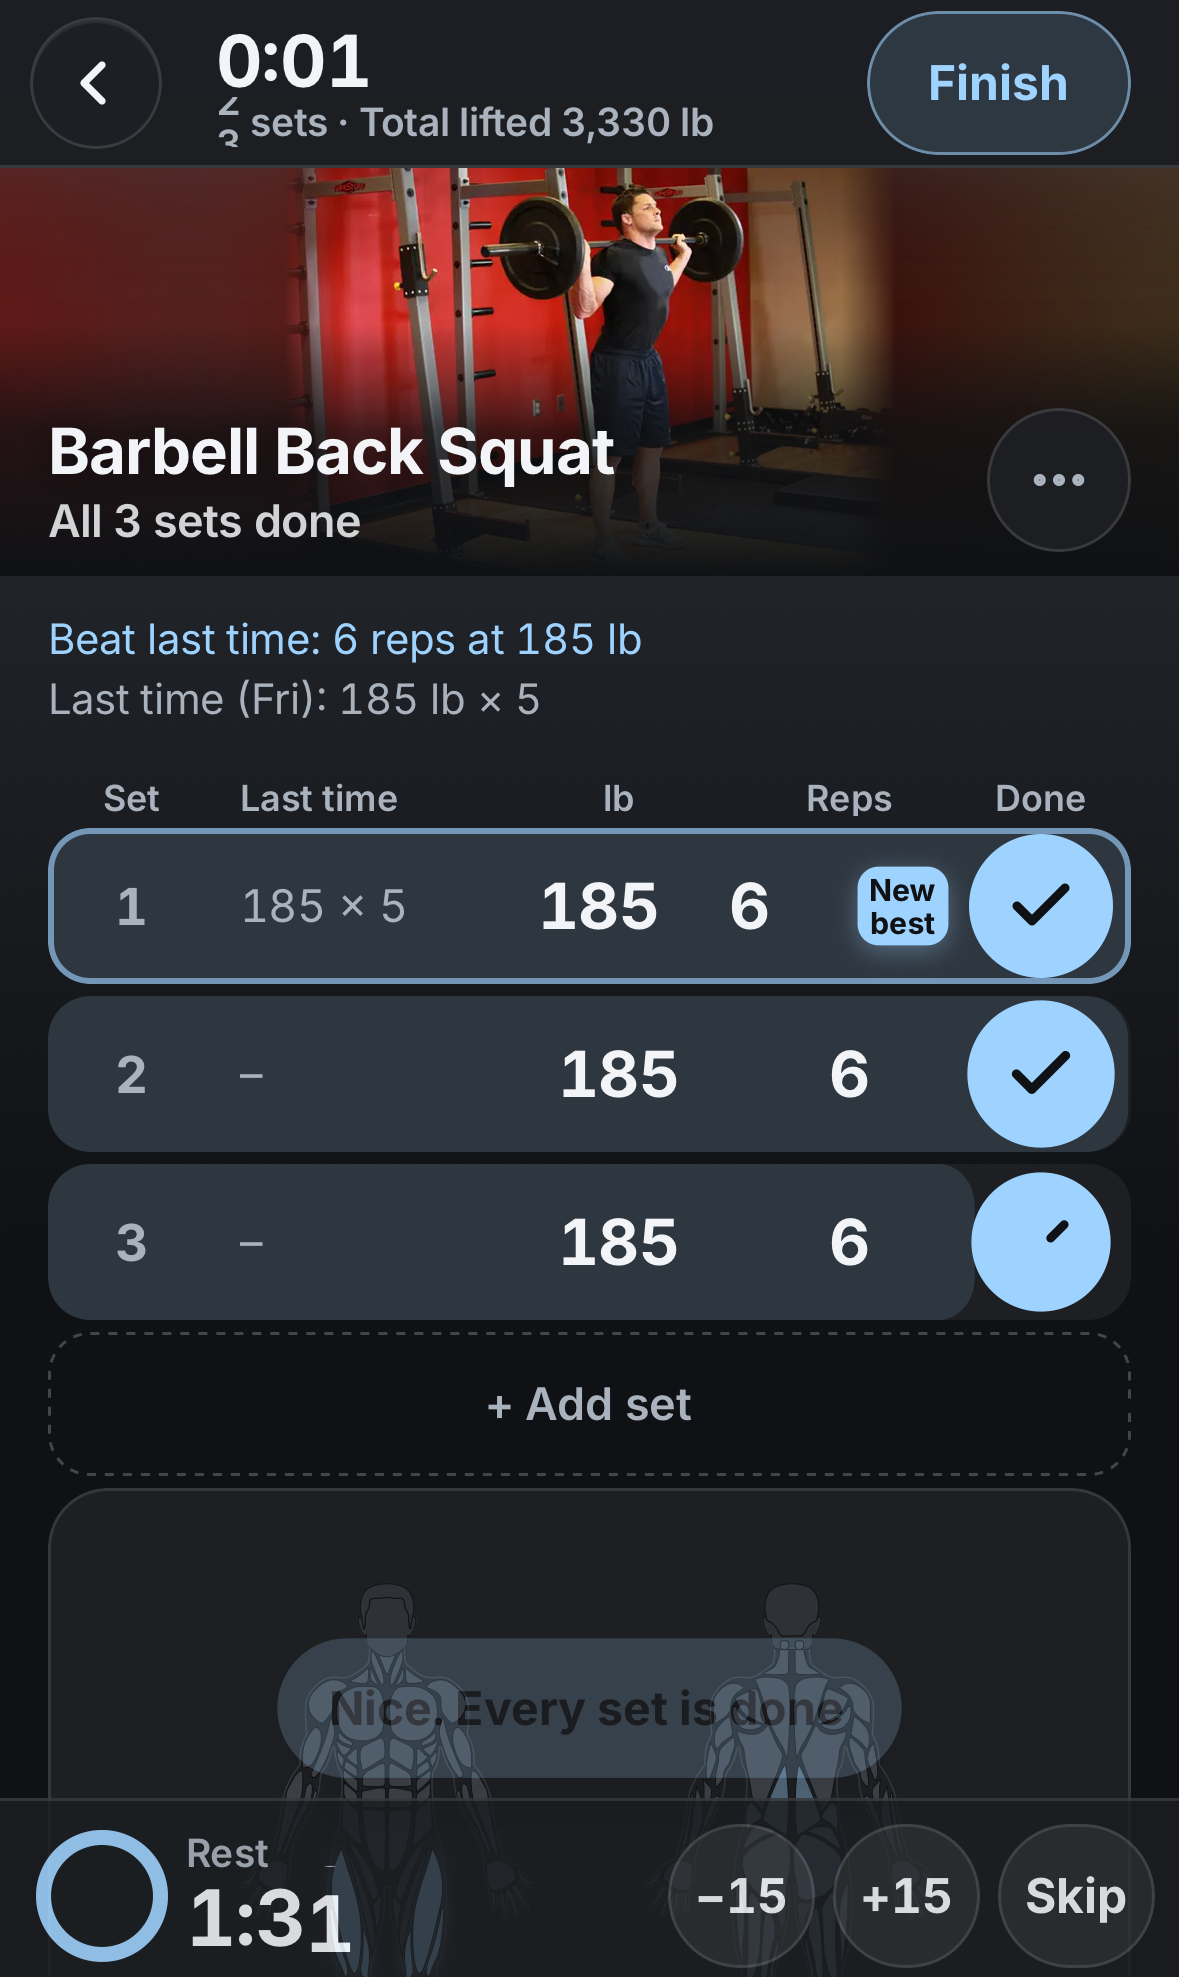 0:01
2
3 sets · Total lifted 3,330 lb
Finish
Barbell Back Squat
All 3 sets done
Beat last time: 6 reps at 185 lb
Last time (Fri): 185 lb × 5
Set Last time lb Reps Done
1 185 × 5 185 6 New best
2 – 185 6
3 – 185 6
+ Add set
Nice. Every set is done
Rest
1:31
−15 +15 Skip